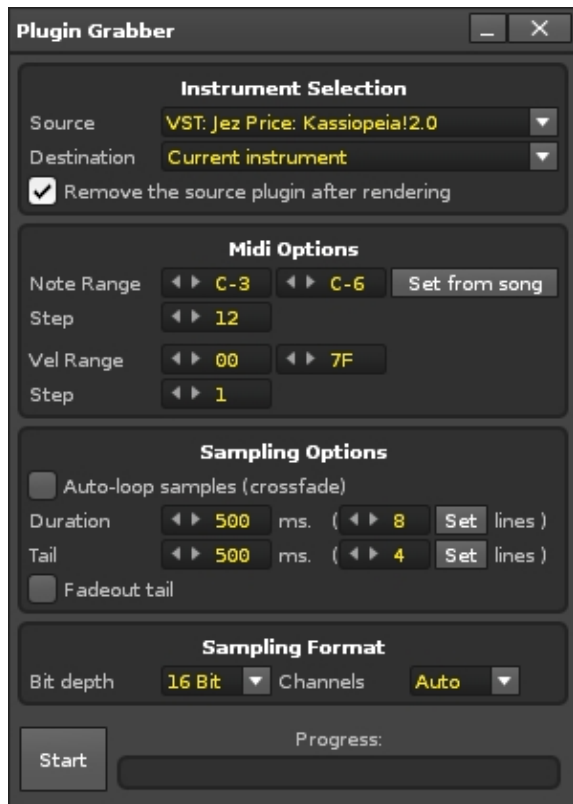 Plugin Grabber
Instrument Selection
Source VST: Jez Price: Kassiopeia!2.0
Destination Current instrument
Remove the source plugin after rendering
Midi Options
Note Range C-3 C-6 Set from song
Step 12
Vel Range 00 7F
Step 1
Sampling Options
Auto-loop samples (crossfade)
Duration 500 ms. ( 8 Set lines )
Tail 500 ms. ( 4 Set lines )
Fadeout tail
Sampling Format
Bit depth 16 Bit Channels Auto
Progress:
Start